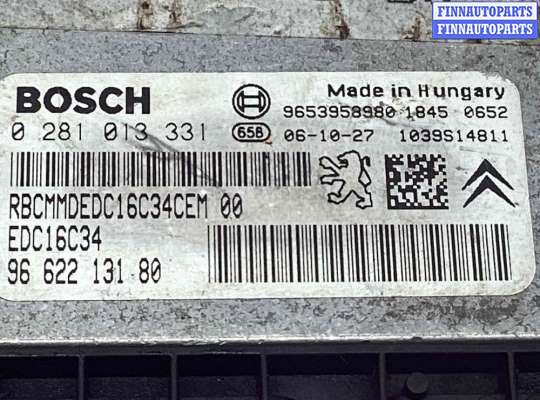 FINNAUTOPARTS
FINNAUTOPARTS
BOSCH
Made in Hungary
9653958980 1845 0652
0 281 013 331
658
06-10-27 1039S14811
RBCMMDEDC16C34CEM 00
EDC16C34
96 622 131 80